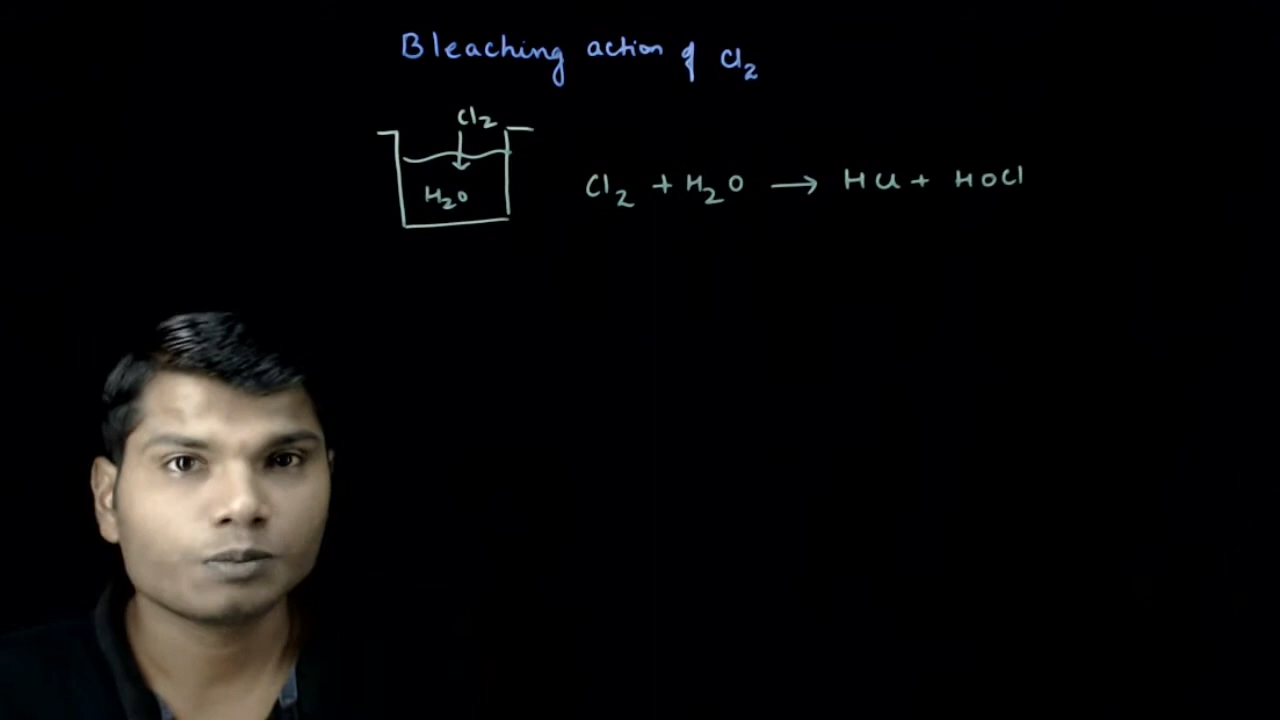 Bleaching action of Cl2
Cl2
H2O
Cl2 + H2O → HCl + HOCl